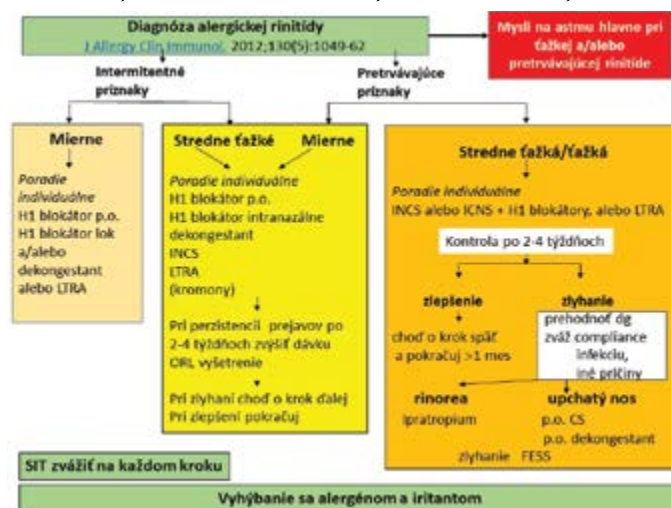 Diagnóza alergickej rinitídy
J Allergy Clin Immunol. 2012;130(5):1049-62
Mysli na astmu hlavne pri
ťažkej a/alebo
pretrvávajúcej rinitíde
Intermitentné
príznaky
Pretrvávajúce
príznaky
Mierne
Poradie
individuálne
H1 blokátor p.o.
H1 blokátor lok
a/alebo
dekongestant
alebo LTRA
Stredne ťažké Mierne
Poradie individuálne
H1 blokátor p.o.
H1 blokátor intranazálne
dekongestant
INCS
LTRA
(kromony)
Pri perzistencii prejavov po
2-4 týždňoch zvýšiť dávku
ORL vyšetrenie
Pri zlyhaní choď o krok ďalej
Pri zlepšení pokračuj
Stredne ťažká/ťažká
Poradie individuálne
INCS alebo ICNS + H1 blokátory, alebo LTRA
Kontrola po 2-4 týždňoch
zlepšenie
choď o krok späť
a pokračuj >1 mes
zlyhanie
prehodnoť dg
zváž compliance
infekciu,
iné príčiny
rinorea
Ipratropium
upchatý nos
p.o. CS
p.o. dekongestant
zlyhanie FESS
SIT zvážiť na každom kroku
Vyhýbanie sa alergénom a iritantom